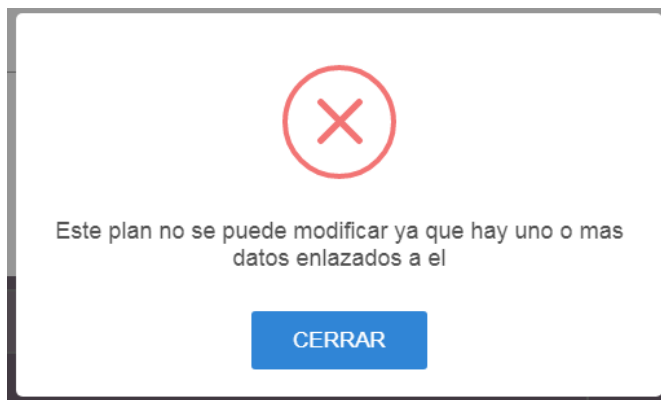 Este plan no se puede modificar ya que hay uno o mas
datos enlazados a el
CERRAR